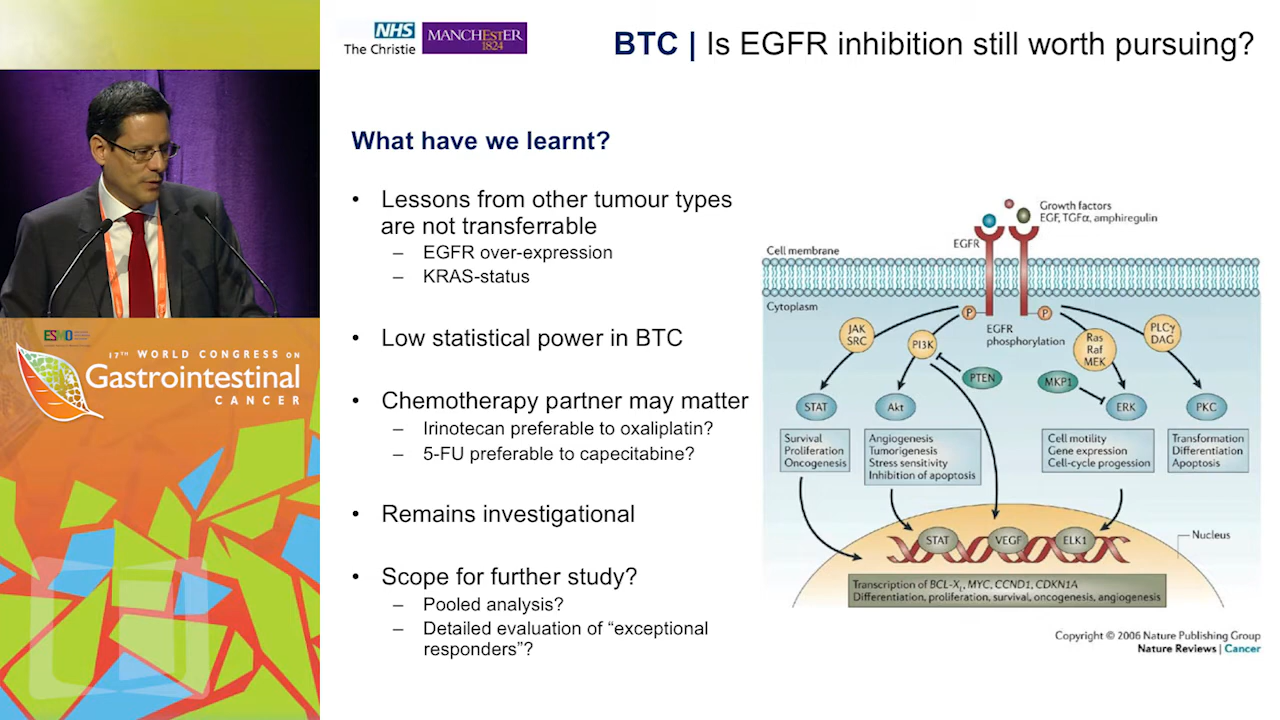 NHS
The Christie
MANCHESTER
1824
BTC | Is EGFR inhibition still worth pursuing?
What have we learnt?
• Lessons from other tumour types
are not transferrable
– EGFR over-expression
– KRAS-status
• Low statistical power in BTC
• Chemotherapy partner may matter
– Irinotecan preferable to oxaliplatin?
– 5-FU preferable to capecitabine?
• Remains investigational
• Scope for further study?
– Pooled analysis?
– Detailed evaluation of “exceptional
responders”?
Growth factors
EGF, TGFα, amphiregulin
EGFR
Cell membrane
Cytoplasm
P
P
EGFR
phosphorylation
JAK
SRC
PI3K
Ras
Raf
MEK
PLCγ
DAG
PTEN
MKP1
STAT
Akt
ERK
PKC
Survival
Proliferation
Oncogenesis
Angiogenesis
Tumorigenesis
Stress sensitivity
Inhibition of apoptosis
Cell motility
Gene expression
Cell-cycle progession
Transformation
Differentiation
Apoptosis
STAT
VEGF
ELK1
Nucleus
Transcription of BCL-XL, MYC, CCND1, CDKN1A
Differentiation, proliferation, survival, oncogenesis, angiogenesis
Copyright © 2006 Nature Publishing Group
Nature Reviews | Cancer
ESMO
17TH WORLD CONGRESS ON
Gastrointestinal
CANCER